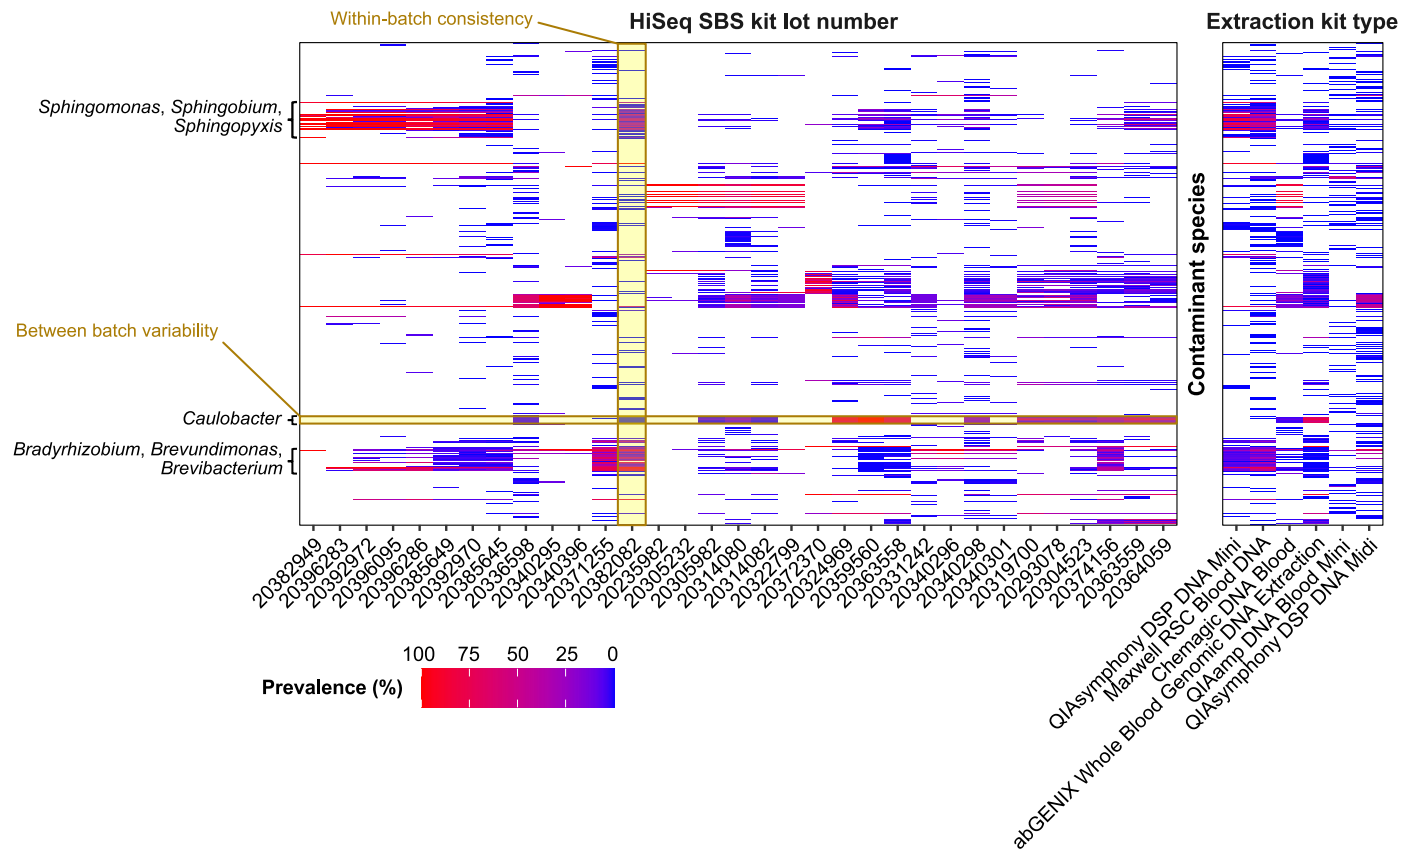 Within-batch consistency
HiSeq SBS kit lot number
Extraction kit type
Sphingomonas, Sphingobium,
Sphingopyxis
Contaminant species
Between batch variability
Caulobacter
Bradyrhizobium, Brevundimonas,
Brevibacterium
20382949
20396283
20392972
20396095
20396286
20385649
20392970
20385645
20336598
20340295
20340396
20371255
20382082
20235982
20305232
20305982
20314080
20314082
20322799
20372370
20324969
20359560
20363558
20331242
20340296
20340298
20340301
20319700
20293078
20304523
20374156
20363559
20364059
QIAsymphony DSP DNA Mini
Maxwell RSC Blood DNA
Chemagic DNA Blood
abGENIX Whole Blood Genomic DNA Extraction
QIAamp DNA Blood Mini
QIAsymphony DSP DNA Midi
100 75 50 25 0
Prevalence (%)